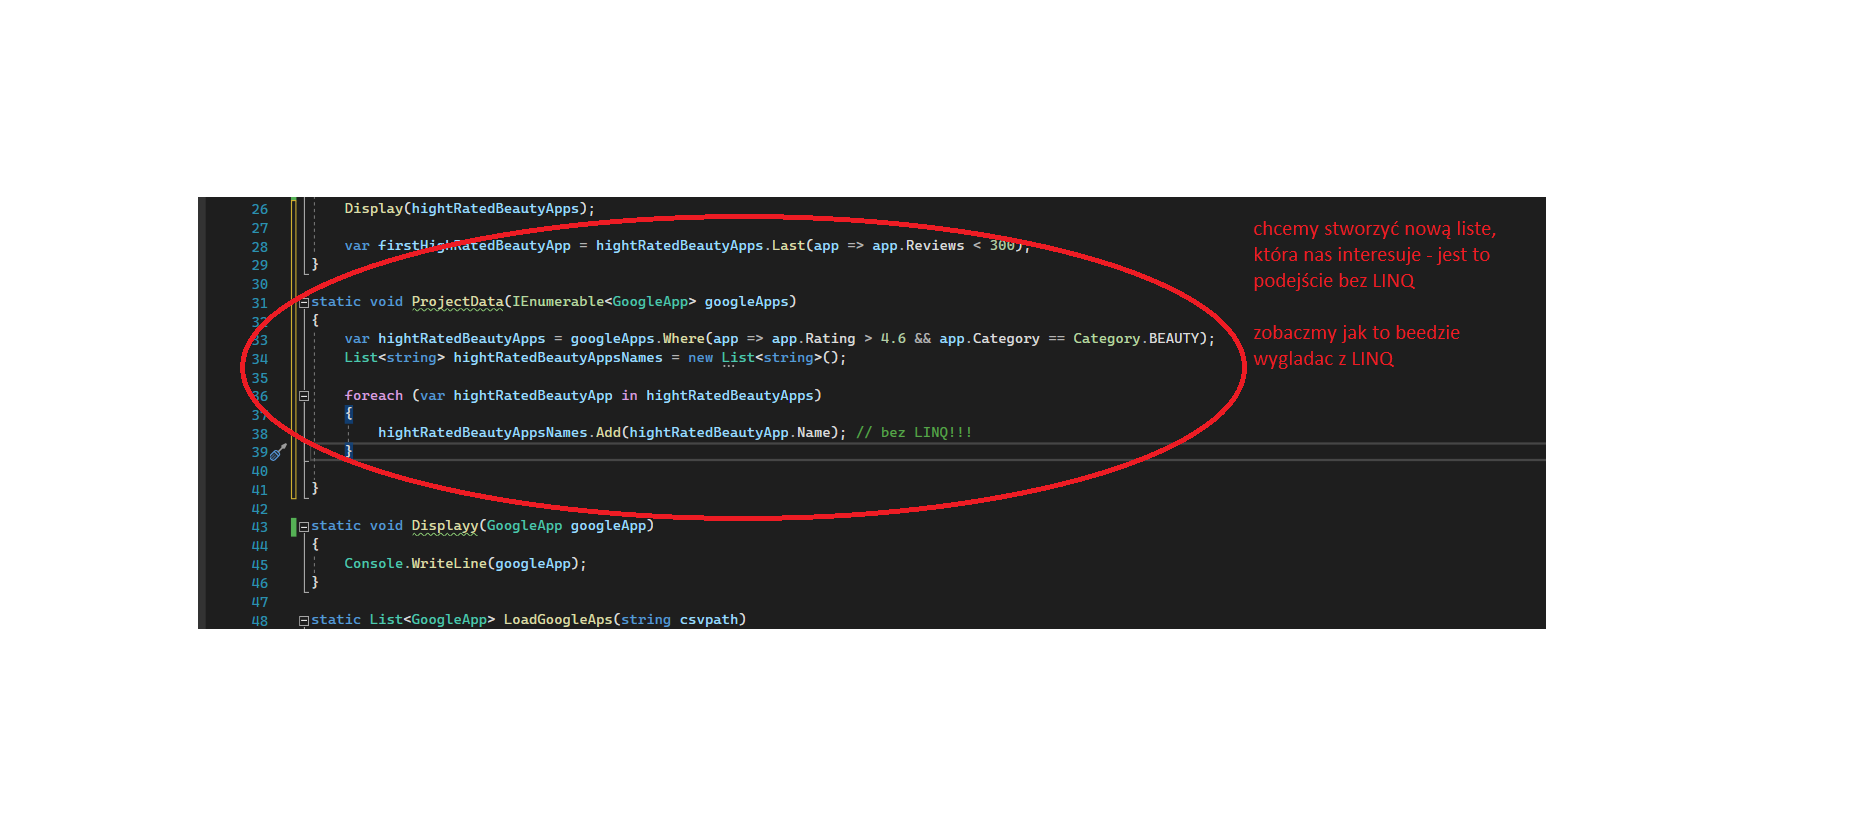 26 Display(hightRatedBeautyApps);
27
28 var firstHighRatedBeautyApp = hightRatedBeautyApps.Last(app => app.Reviews < 300);
29 }
30
31 static void ProjectData(IEnumerable<GoogleApp> googleApps)
32 {
33 var hightRatedBeautyApps = googleApps.Where(app => app.Rating > 4.6 && app.Category == Category.BEAUTY);
34 List<string> hightRatedBeautyAppsNames = new List<string>();
35
36 foreach (var hightRatedBeautyApp in hightRatedBeautyApps)
37 {
38 hightRatedBeautyAppsNames.Add(hightRatedBeautyApp.Name); // bez LINQ!!!
39 }
40
41 }
42
43 static void Displayy(GoogleApp googleApp)
44 {
45 Console.WriteLine(googleApp);
46 }
47
48 static List<GoogleApp> LoadGoogleAps(string csvpath)
chcemy stworzyć nową liste,
która nas interesuje - jest to
podejście bez LINQ
zobaczmy jak to beedzie
wygladac z LINQ